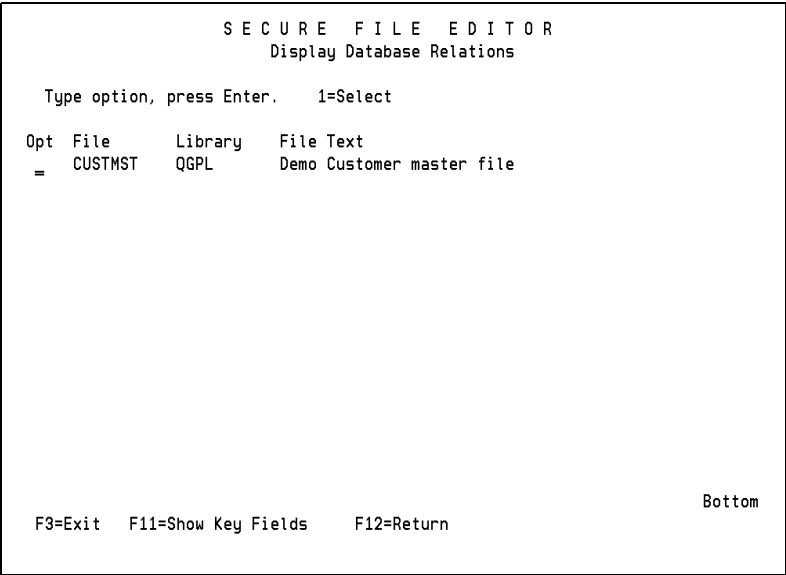 S E C U R E   F I L E   E D I T O R
Display Database Relations
Type option, press Enter.   1=Select
Opt  File   Library   File Text
_  CUSTMST   QGPL   Demo Customer master file
Bottom
F3=Exit   F11=Show Key Fields   F12=Return